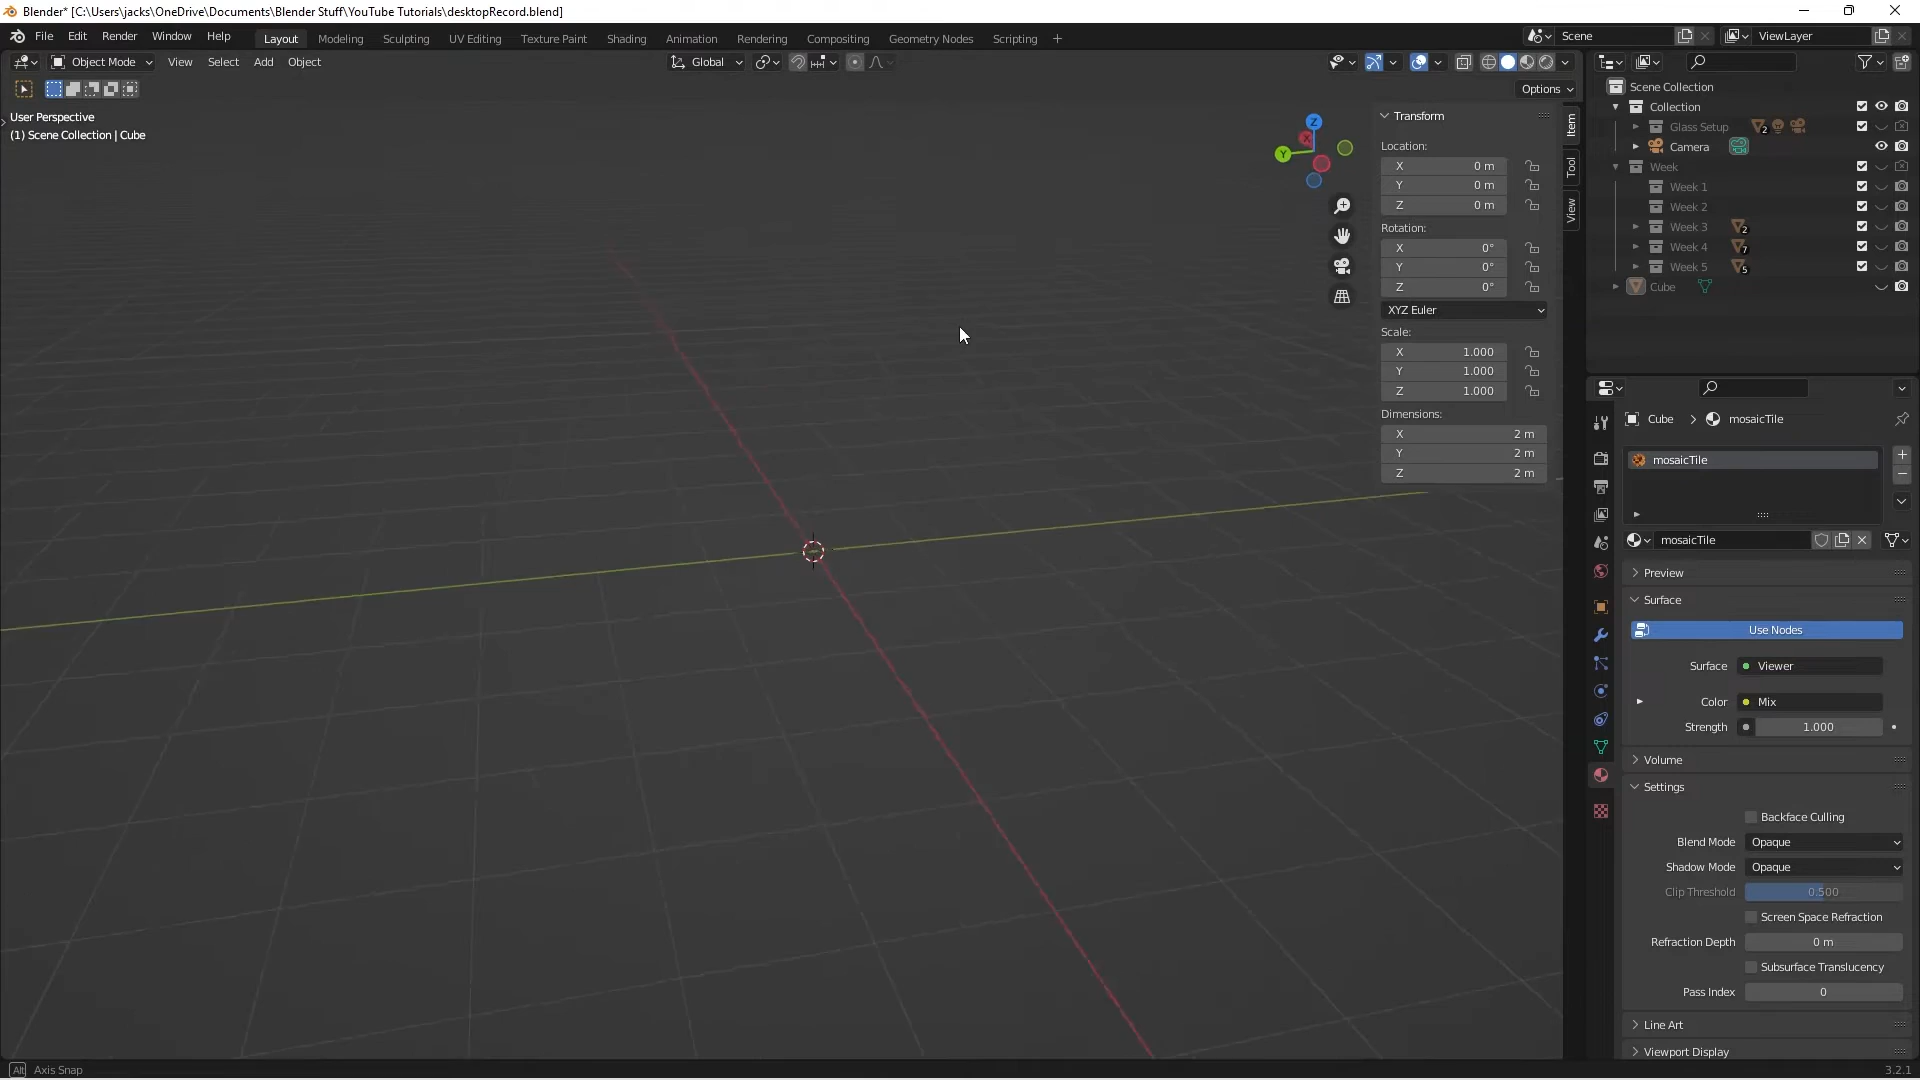 Blender* [C:\Users\jacks\OneDrive\Documents\Blender Stuff\YouTube Tutorials\desktopRecord.blend]
File Edit Render Window Help Layout Modeling Sculpting UV Editing Texture Paint Shading Animation Rendering Compositing Geometry Nodes Scripting + Scene ViewLayer
Object Mode View Select Add Object Global
Options
User Perspective
(1) Scene Collection | Cube
Z
X
Y
Transform
Location:
X 0 m
Y 0 m
Z 0 m
Rotation:
X 0°
Y 0°
Z 0°
XYZ Euler
Scale:
X 1.000
Y 1.000
Z 1.000
Dimensions:
X 2 m
Y 2 m
Z 2 m
Item
Tool
View
Scene Collection
Collection
Glass Setup 2
Camera
Week
Week 1
Week 2
Week 3 2
Week 4 7
Week 5 5
Cube
Cube > mosaicTile
mosaicTile
mosaicTile
Preview
Surface
Use Nodes
Surface Viewer
Color Mix
Strength 1.000
Volume
Settings
Backface Culling
Blend Mode Opaque
Shadow Mode Opaque
Clip Threshold 0.500
Screen Space Refraction
Refraction Depth 0 m
Subsurface Translucency
Pass Index 0
Line Art
Viewport Display
Alt Axis Snap
3.2.1